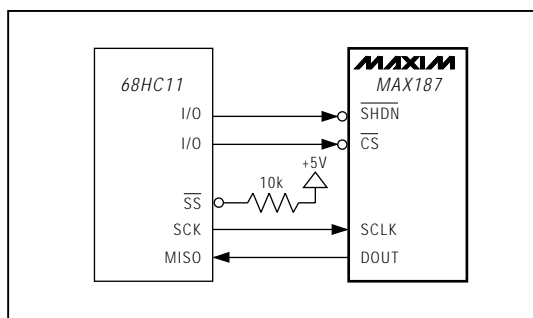 MAXIM
68HC11
MAX187
I/O
SHDN
I/O
CS
+5V
10k
SS
SCK
SCLK
MISO
DOUT